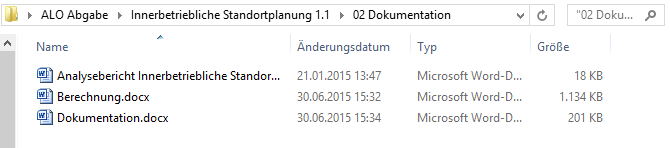 ALO Abgabe ▸ Innerbetriebliche Standortplanung 1.1 ▸ 02 Dokumentation "02 Doku...
Name Änderungsdatum Typ Größe
Analysebericht Innerbetriebliche Standor... 21.01.2015 13:47 Microsoft Word-D... 18 KB
Berechnung.docx 30.06.2015 15:32 Microsoft Word-D... 1.134 KB
Dokumentation.docx 30.06.2015 15:34 Microsoft Word-D... 201 KB